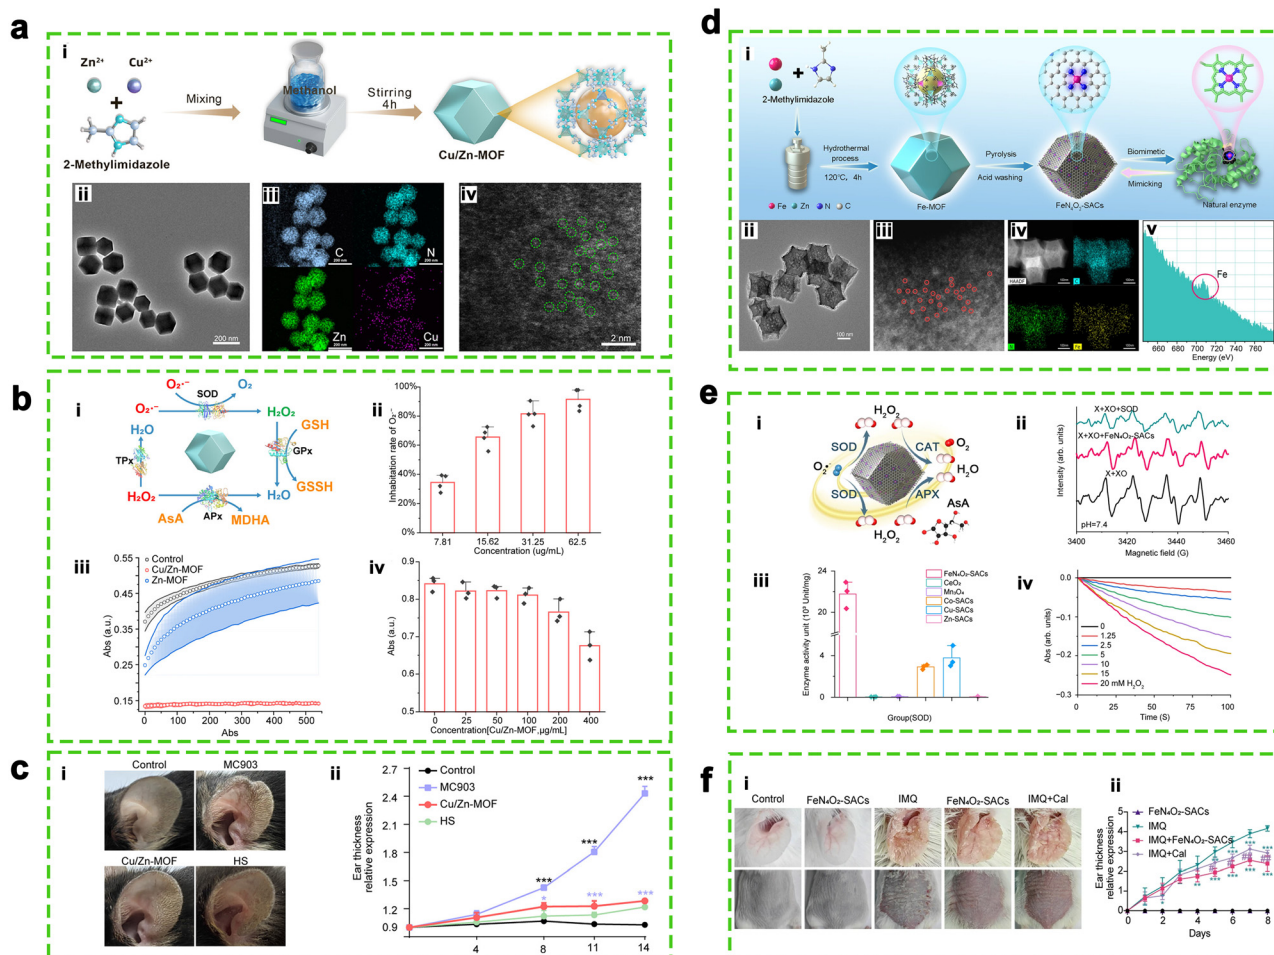 a
i
Zn²⁺ Cu²⁺
+
2-Methylimidazole
Mixing
Methanol
Stirring
4h
Cu/Zn-MOF
ii
200 nm
iii
C
200 nm
N
200 nm
Zn
200 nm
Cu
200 nm
iv
2 nm
b
i
O₂•⁻ O₂
SOD
O₂•⁻ H₂O₂
H₂O
GSH
TPx
GPx
GSSH
H₂O₂ H₂O
AsA APx MDHA
ii
Inhabiation rate of O₂•⁻
100%
90%
80%
60%
40%
20%
0%
7.81 15.62 31.25 62.5
Concentration (ug/mL)
iii
Control
Cu/Zn-MOF
Zn-MOF
Abs (a.u.)
0.55
0.45
0.35
0.25
0.15
0 100 200 300 400 500
Abs
iv
Abs (a.u.)
0.9
0.8
0.7
0.6
0.5
0 25 50 100 200 400
Concentration[Cu/Zn-MOF,μg/mL]
c
i
Control MC903
Cu/Zn-MOF HS
ii
Ear thickness
relative expression
2.7
2.4
2.1
1.8
1.5
1.2
0.9
Control
MC903
Cu/Zn-MOF
HS
***
***
***
*
***
***
4 8 11 14
d
i
+
2-Methylimidazole
Hydrothermal
process
120°C, 4h
Fe-MOF
Pyrolysis
Acid washing
FeN₄O₂-SACs
Biomimetic
Mimicking
Natural enzyme
Fe Zn N C
ii
100 nm
iii
iv
HAADF
C
N
Fe
v
Fe
660 680 700 720 740 760
Energy (eV)
e
i
H₂O₂
SOD CAT
O₂
O₂•⁻
H₂O
SOD APX
AsA
H₂O₂
ii
Intensity (arb. units)
X+XO+SOD
X+XO+FeN₄O₂-SACs
X+XO
pH=7.4
3400 3420 3440 3460
Magnetic field (G)
iii
Enzyme activity unit (10³ Unit/mg)
24
20
4
0
FeN₄O₂-SACs
CeO₂
Mn₃O₄
Co-SACs
Cu-SACs
Zn-SACs
Group(SOD)
iv
Abs (arb. units)
0.0
−0.1
−0.2
−0.3
0
1.25
2.5
5
10
15
20 mM H₂O₂
0 25 50 75 100
Time (S)
f
i
Control FeN₄O₂-SACs IMQ FeN₄O₂-SACs IMQ+Cal
ii
Ear thickness
relative expression
5
4
3
2
1
0
FeN₄O₂-SACs
IMQ
IMQ+FeN₄O₂-SACs
IMQ+Cal
0 2 4 6 8
Days